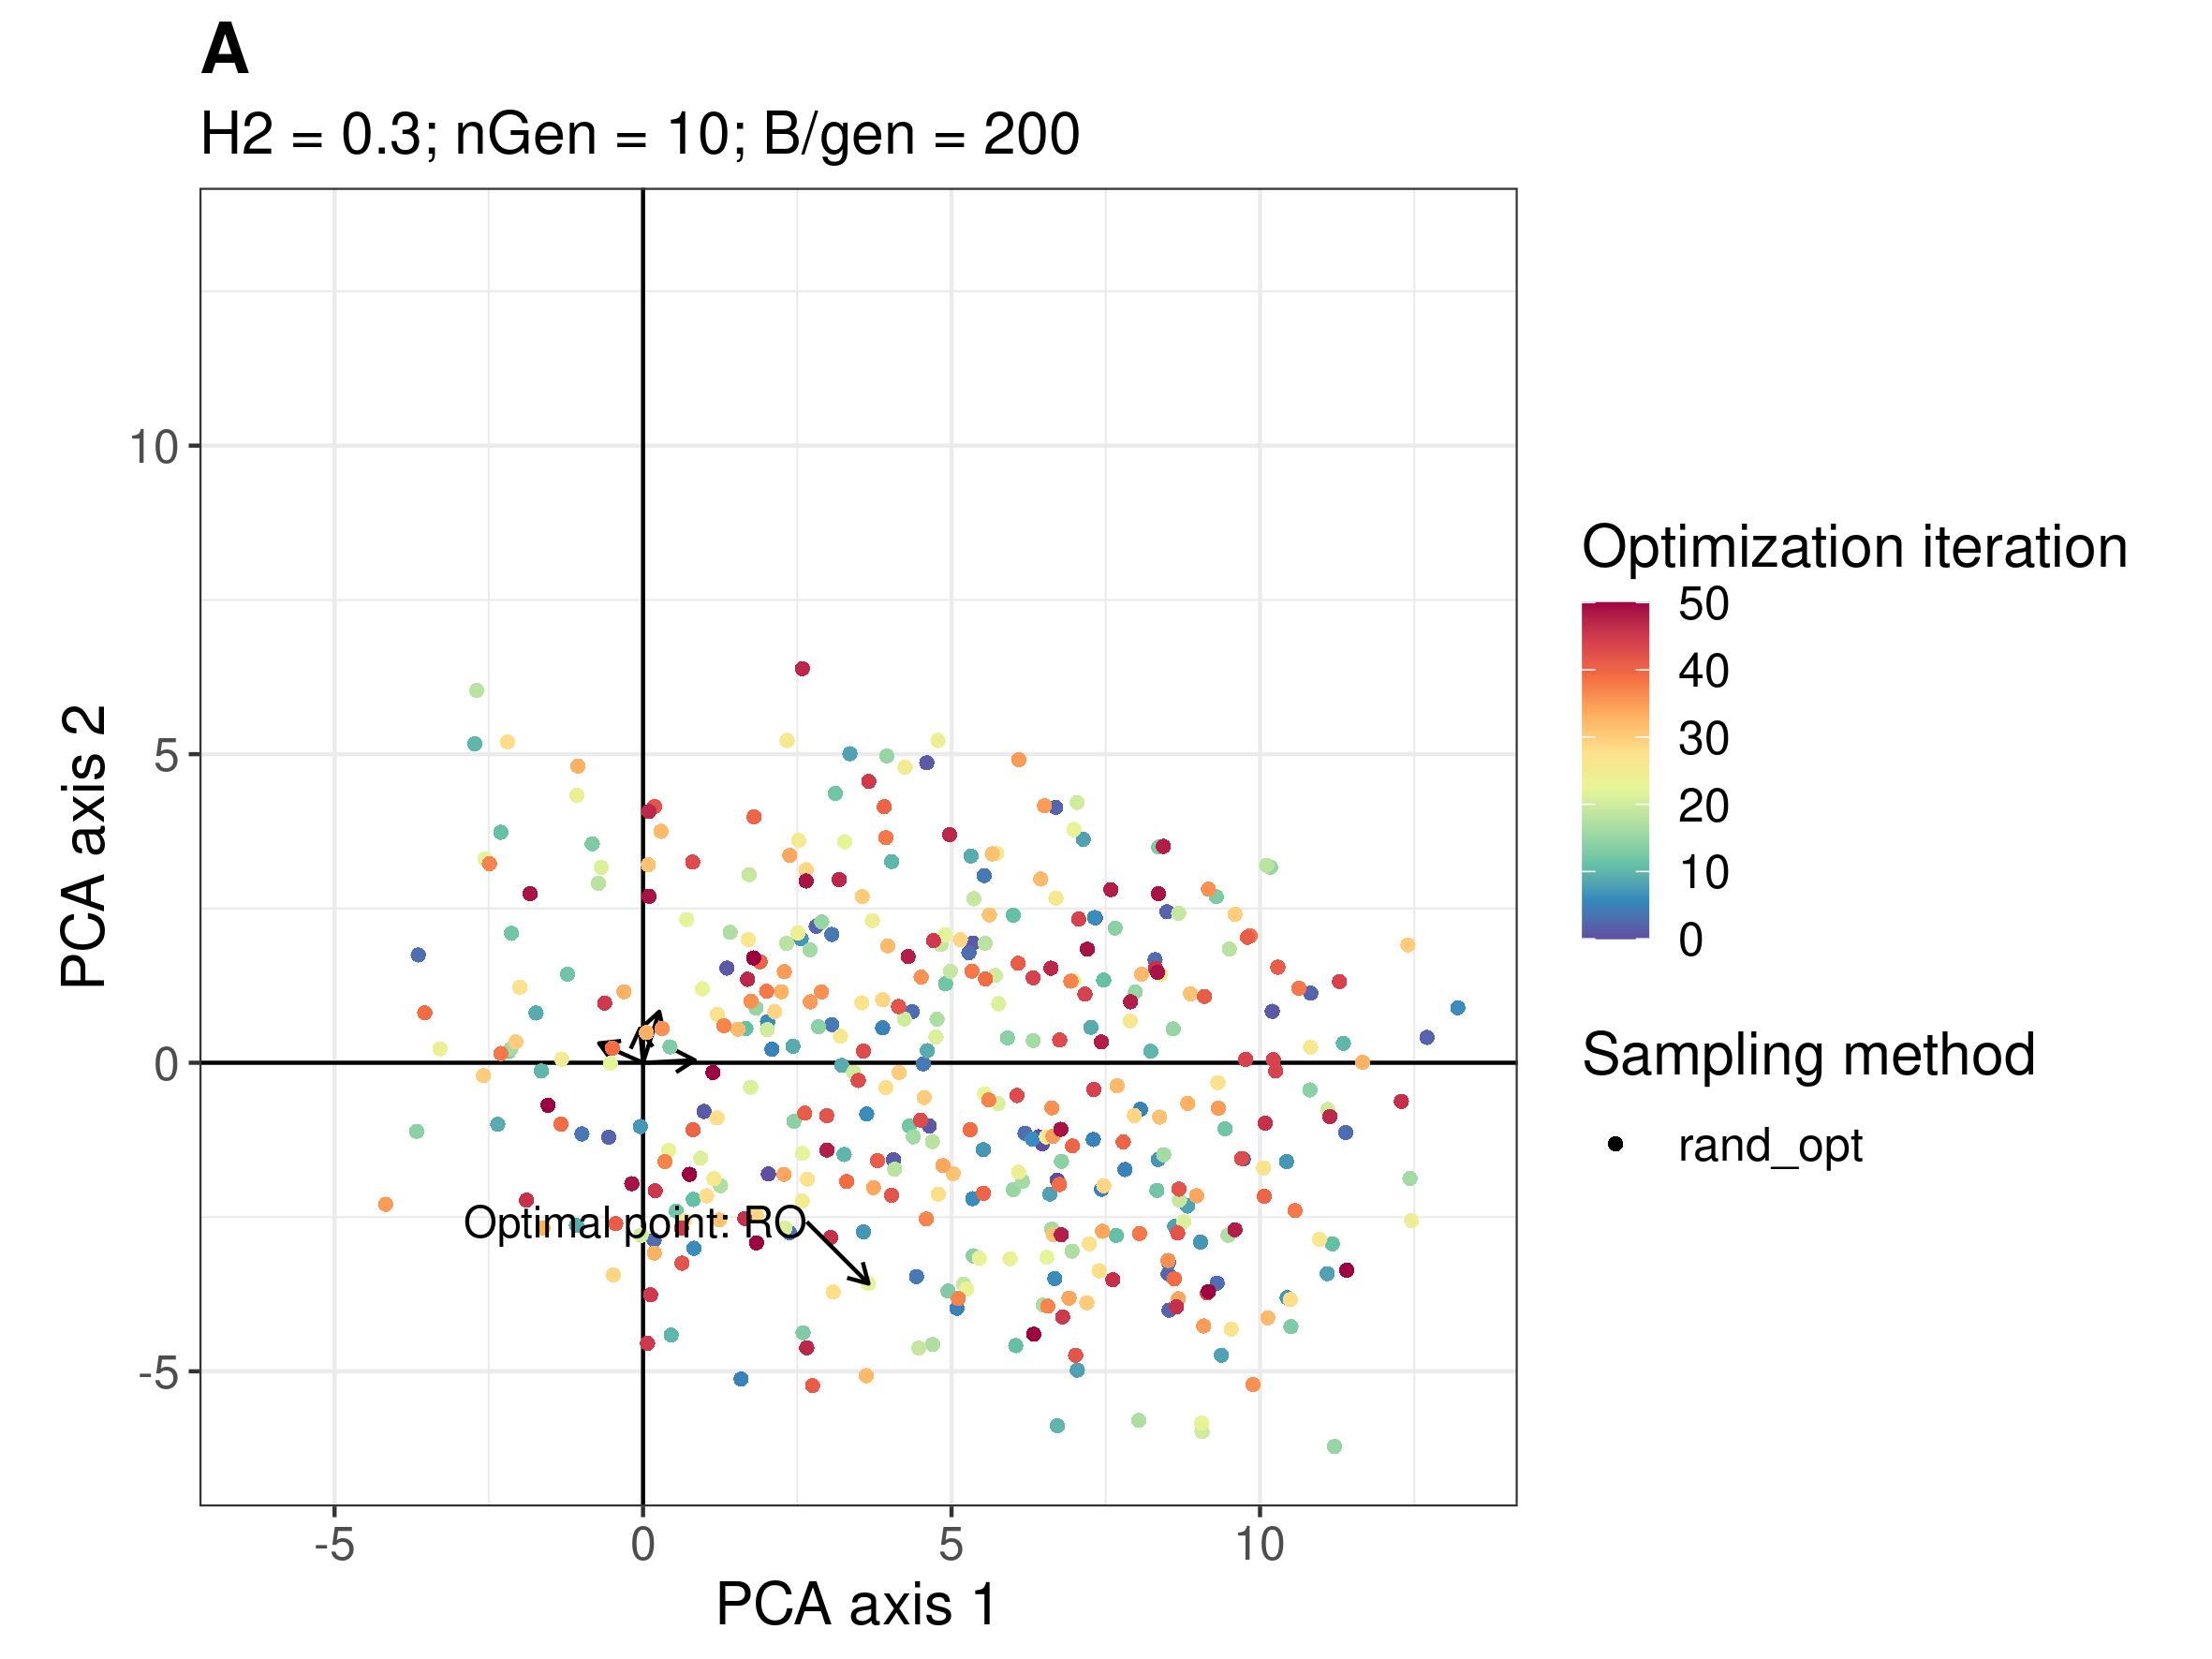 A
H2 = 0.3; nGen = 10; B/gen = 200
PCA axis 2
10
5
0
-5
Optimal point: RO
-5
0
5
10
PCA axis 1
Optimization iteration
50
40
30
20
10
0
Sampling method
rand_opt